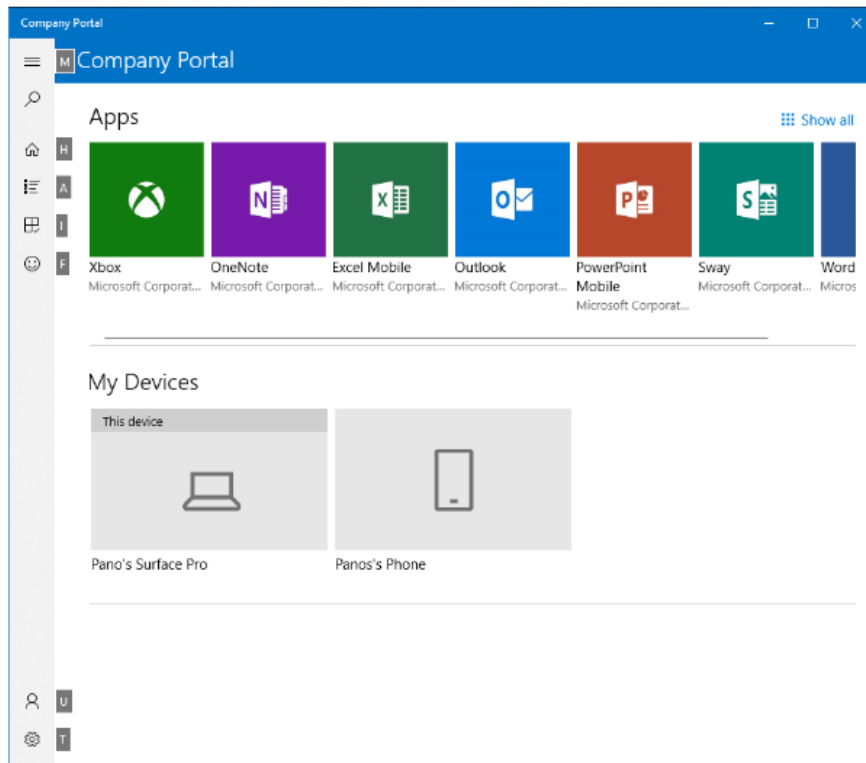 Company Portal
M Company Portal
Apps
Show all
H
A
I
F
N
X
O
P
S
Xbox
OneNote
Excel Mobile
Outlook
PowerPoint Mobile
Sway
Word
Microsoft Corporat...
Microsoft Corporat...
Microsoft Corporat...
Microsoft Corporat...
Microsoft Corporat...
Microsoft Corporat...
Micros
My Devices
This device
Pano's Surface Pro
Panos's Phone
U
T